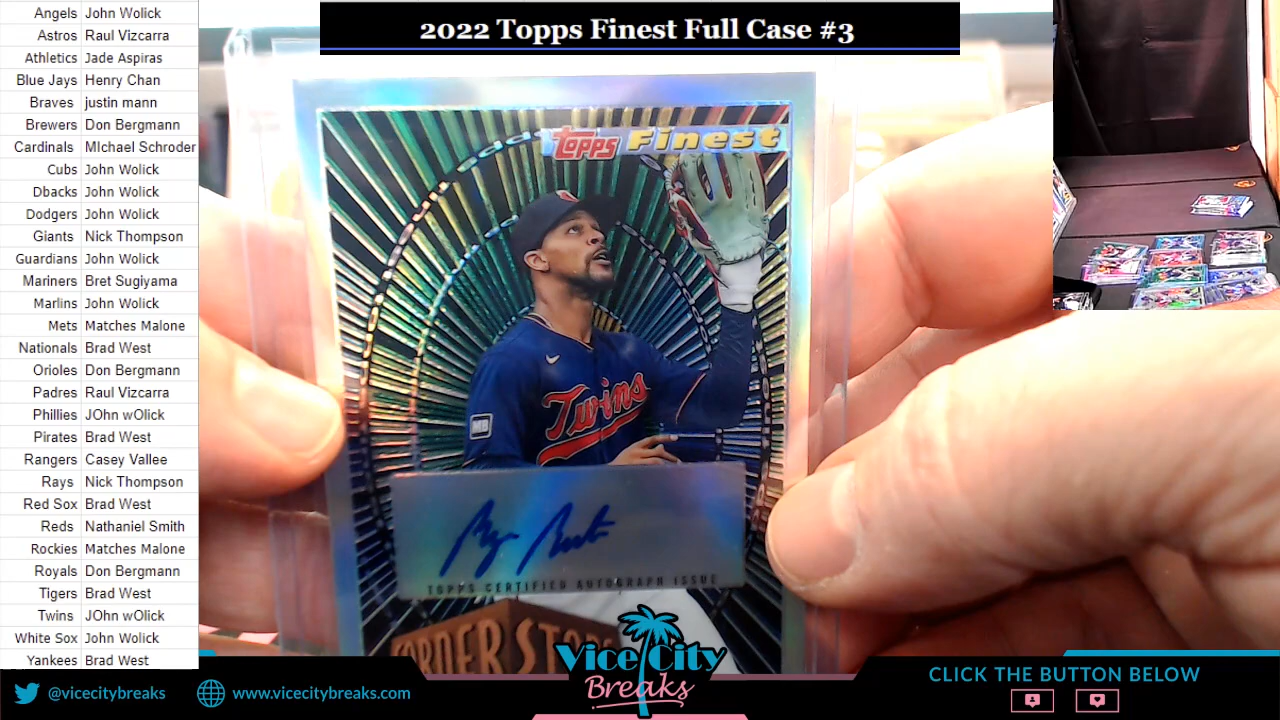 2022 Topps Finest Full Case #3
Angels John Wolick
Astros Raul Vizcarra
Athletics Jade Aspiras
Blue Jays Henry Chan
Braves justin mann
Brewers Don Bergmann
Cardinals MIchael Schroder
Cubs John Wolick
Dbacks John Wolick
Dodgers John Wolick
Giants Nick Thompson
Guardians John Wolick
Mariners Bret Sugiyama
Marlins John Wolick
Mets Matches Malone
Nationals Brad West
Orioles Don Bergmann
Padres Raul Vizcarra
Phillies JOhn wOlick
Pirates Brad West
Rangers Casey Vallee
Rays Nick Thompson
Red Sox Brad West
Reds Nathaniel Smith
Rockies Matches Malone
Royals Don Bergmann
Tigers Brad West
Twins JOhn wOlick
White Sox John Wolick
Yankees Brad West
Topps Finest
Twins
TOPPS CERTIFIED AUTOGRAPH ISSUE
Vice City
Breaks
@vicecitybreaks
www.vicecitybreaks.com
CLICK THE BUTTON BELOW